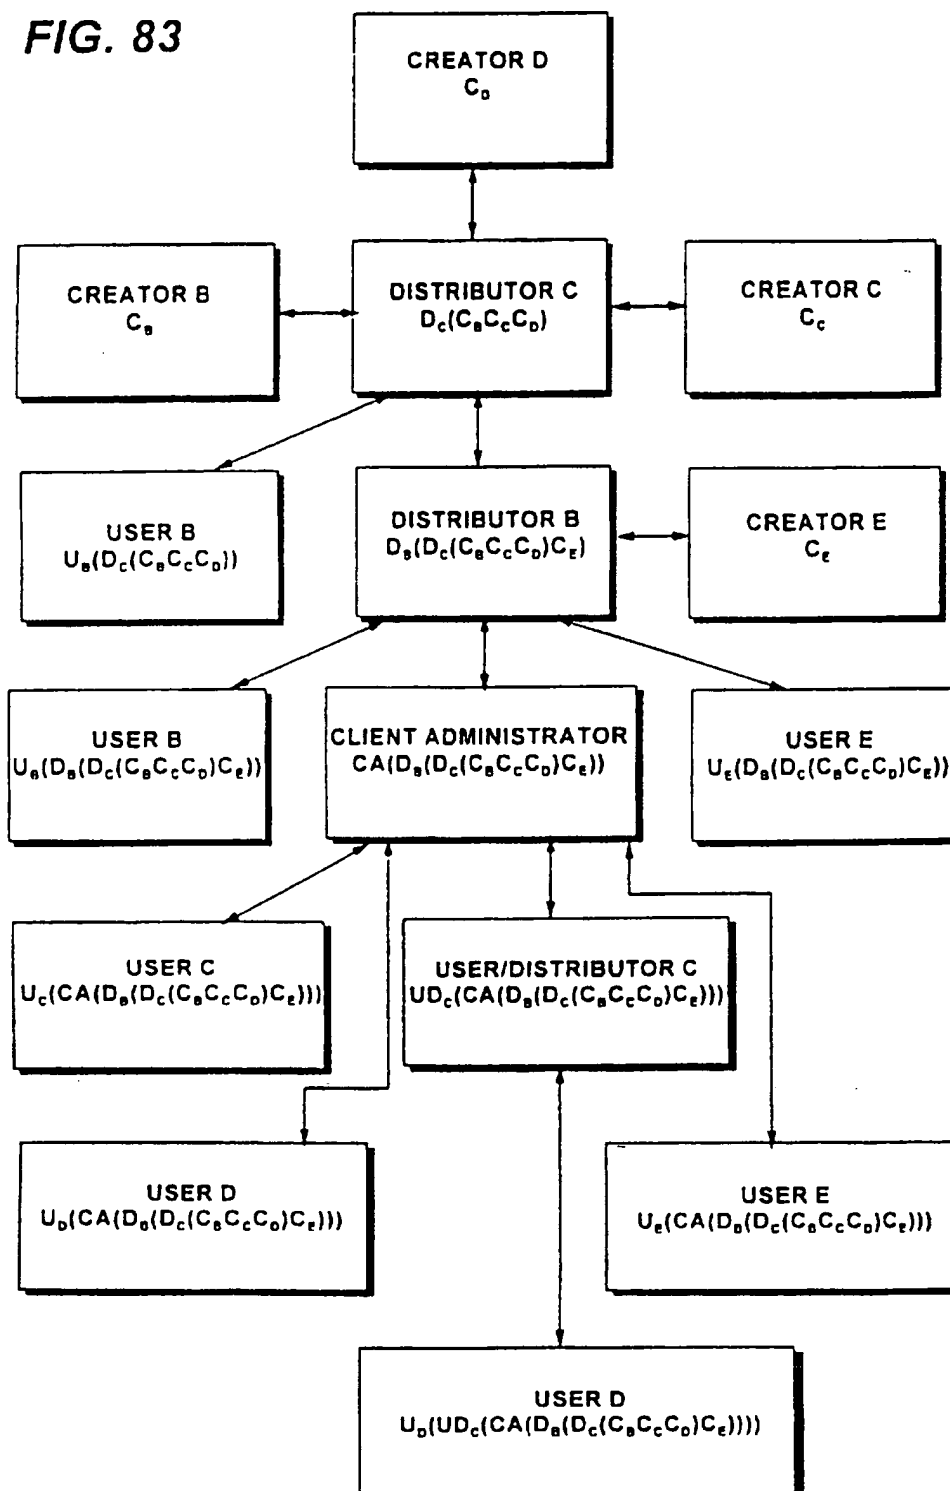 FIG. 83
CREATOR D
C_D
CREATOR B
C_B
DISTRIBUTOR C
D_C(C_BC_CC_D)
CREATOR C
C_C
USER B
U_B(D_C(C_BC_CC_D))
DISTRIBUTOR B
D_B(D_C(C_BC_CC_D)C_E)
CREATOR E
C_E
USER B
U_B(D_B(D_C(C_BC_CC_D)C_E))
CLIENT ADMINISTRATOR
CA(D_B(D_C(C_BC_CC_D)C_E))
USER E
U_E(D_B(D_C(C_BC_CC_D)C_E))
USER C
U_C(CA(D_B(D_C(C_BC_CC_D)C_E)))
USER/DISTRIBUTOR C
UD_C(CA(D_B(D_C(C_BC_CC_D)C_E)))
USER D
U_D(CA(D_B(D_C(C_BC_CC_D)C_E)))
USER E
U_E(CA(D_B(D_C(C_BC_CC_D)C_E)))
USER D
U_D(UD_C(CA(D_B(D_C(C_BC_CC_D)C_E))))